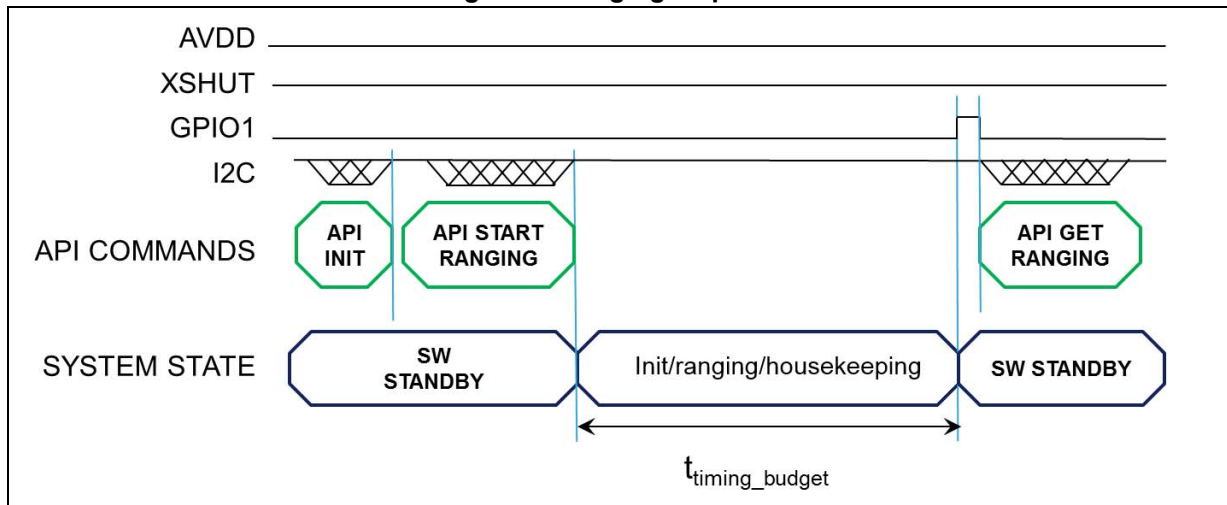 AVDD
XSHUT
GPIO1
I2C
API COMMANDS
API
INIT
API START
RANGING
API GET
RANGING
SYSTEM STATE
SW
STANDBY
Init/ranging/housekeeping
SW STANDBY
t timing_budget